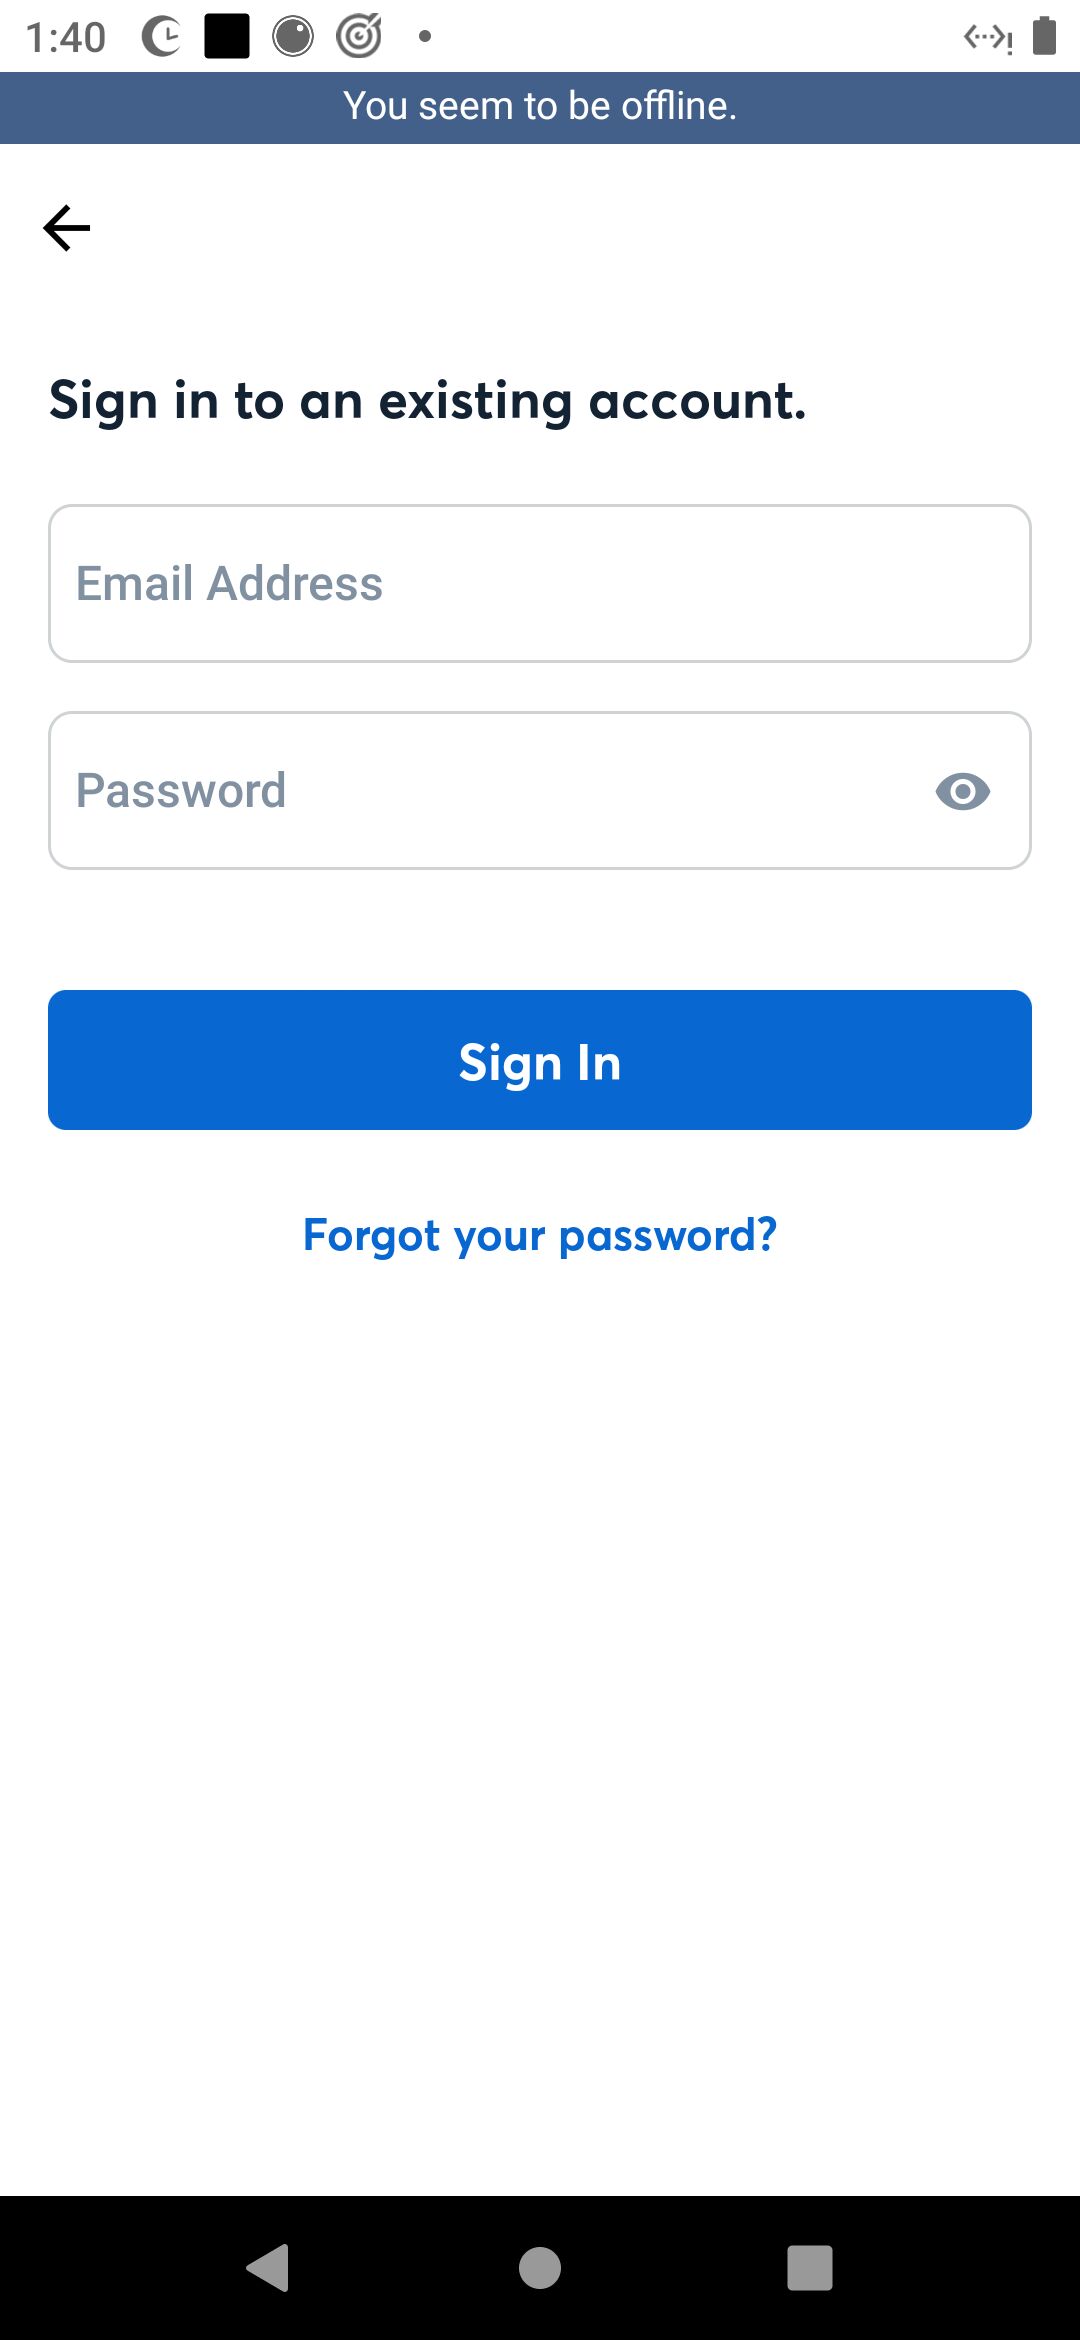 1:40
You seem to be offline.
Sign in to an existing account.
Email Address
Password
Sign In
Forgot your password?